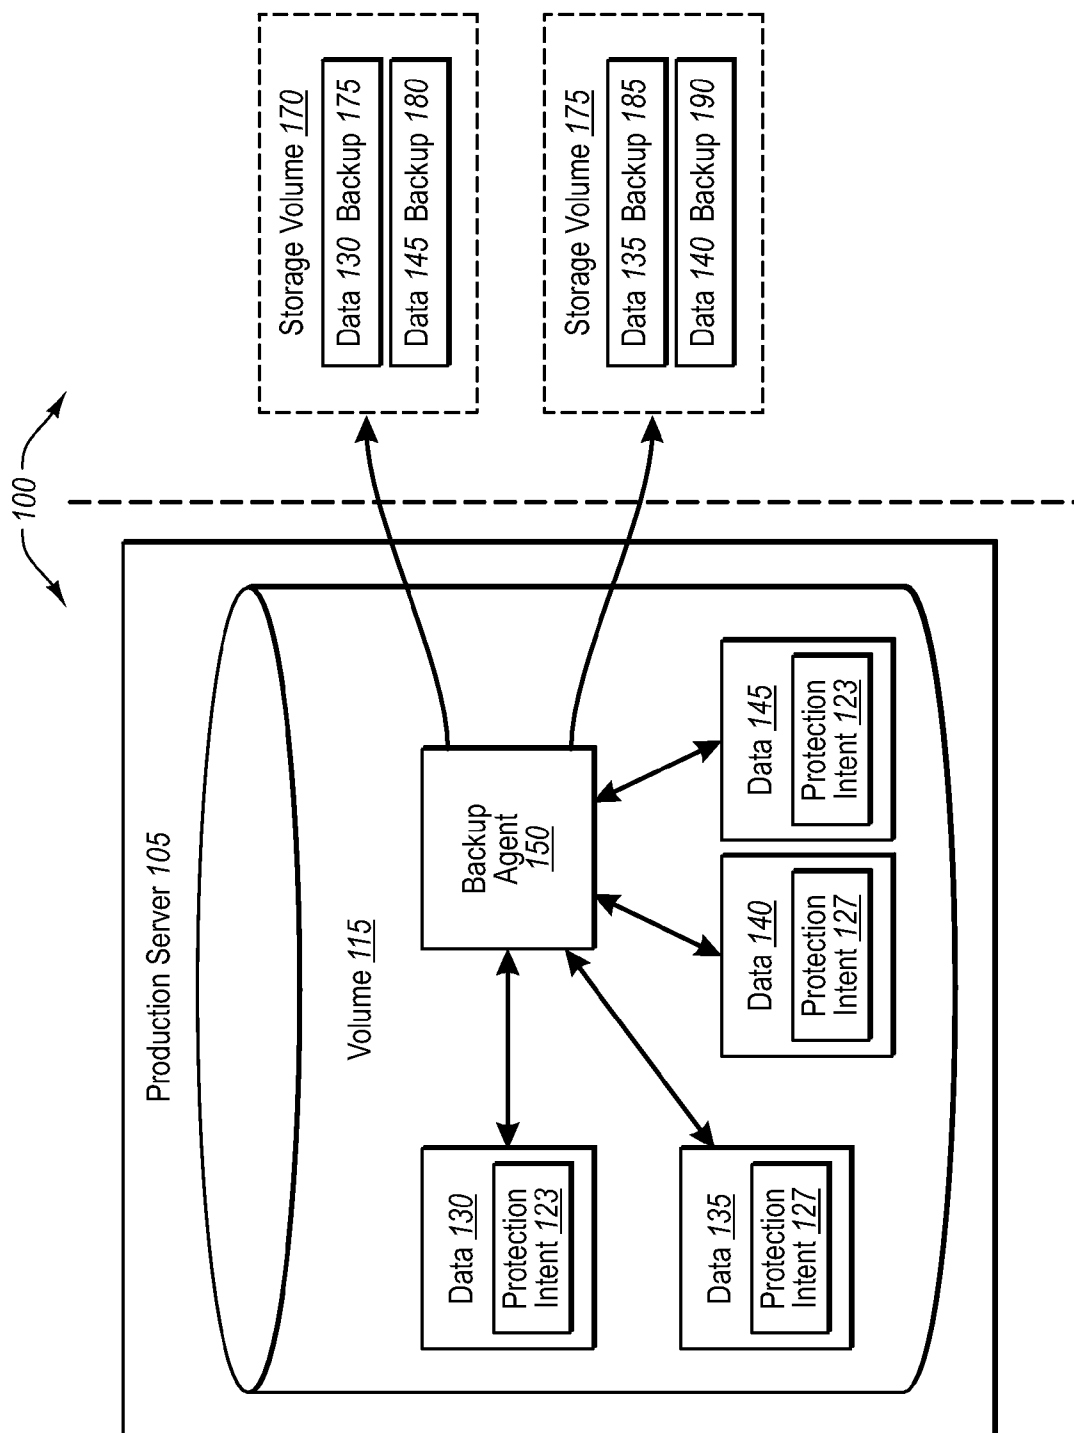 100
Production Server 105
Volume 115
Data 130
Protection
Intent 123
Data 135
Protection
Intent 127
Backup
Agent
150
Data 140
Protection
Intent 127
Data 145
Protection
Intent 123
Storage Volume 170
Data 130 Backup 175
Data 145 Backup 180
Storage Volume 175
Data 135 Backup 185
Data 140 Backup 190